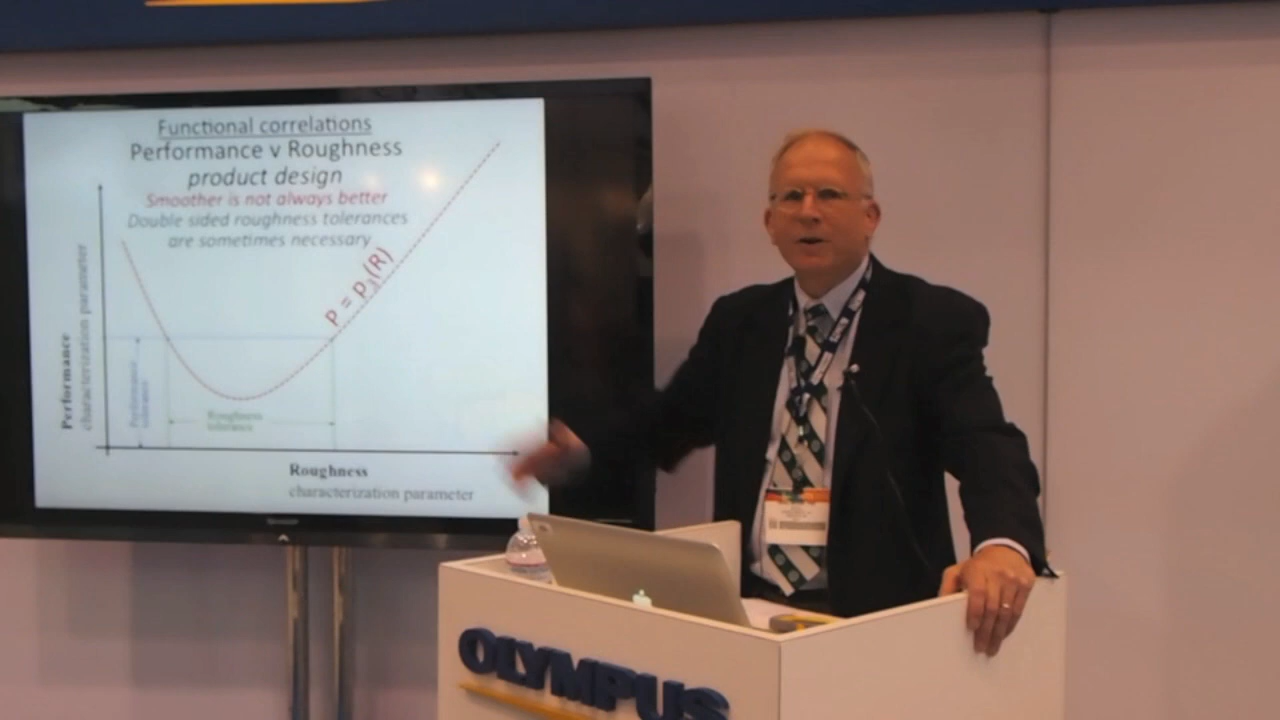 Functional correlations
Performance v Roughness
product design
Smoother is not always better
Double sided roughness tolerances
are sometimes necessary
P = p₃(R)
Performance
characterization parameter
Performance
tolerance
Roughness
tolerance
Roughness
characterization parameter
OLYMPUS